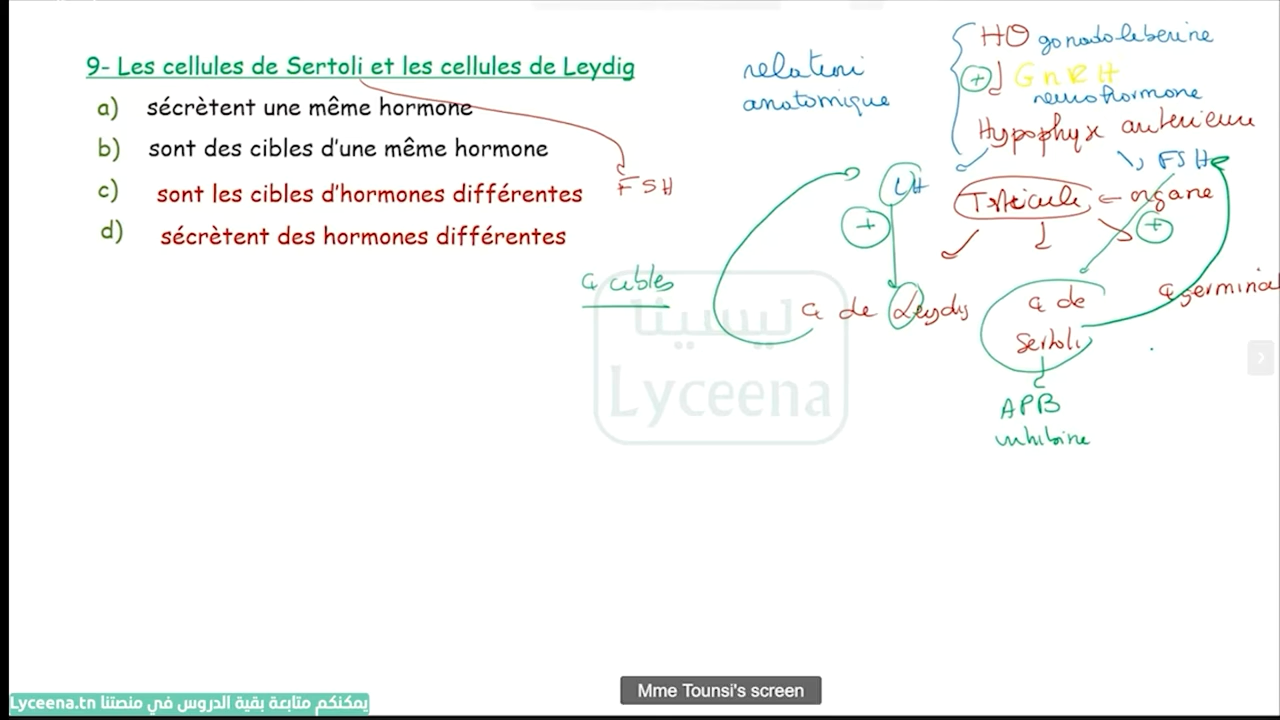 9- Les cellules de Sertoli et les cellules de Leydig
a) sécrètent une même hormone
b) sont des cibles d'une même hormone
c) sont les cibles d'hormones différentes
d) sécrètent des hormones différentes
FSH
relation
anatomique
HO gonadolibérine
+ GnRH
neurohormone
Hypophyse antérieure
LH
FSH
Testicule ← organe
+
+
cibles
de Leydig
de
Sertoli
germinal
APB
inhibine
ليسينا
Lyceena
Mme Tounsi's screen
يمكنكم متابعة بقية الدروس في منصتنا Lyceena.tn